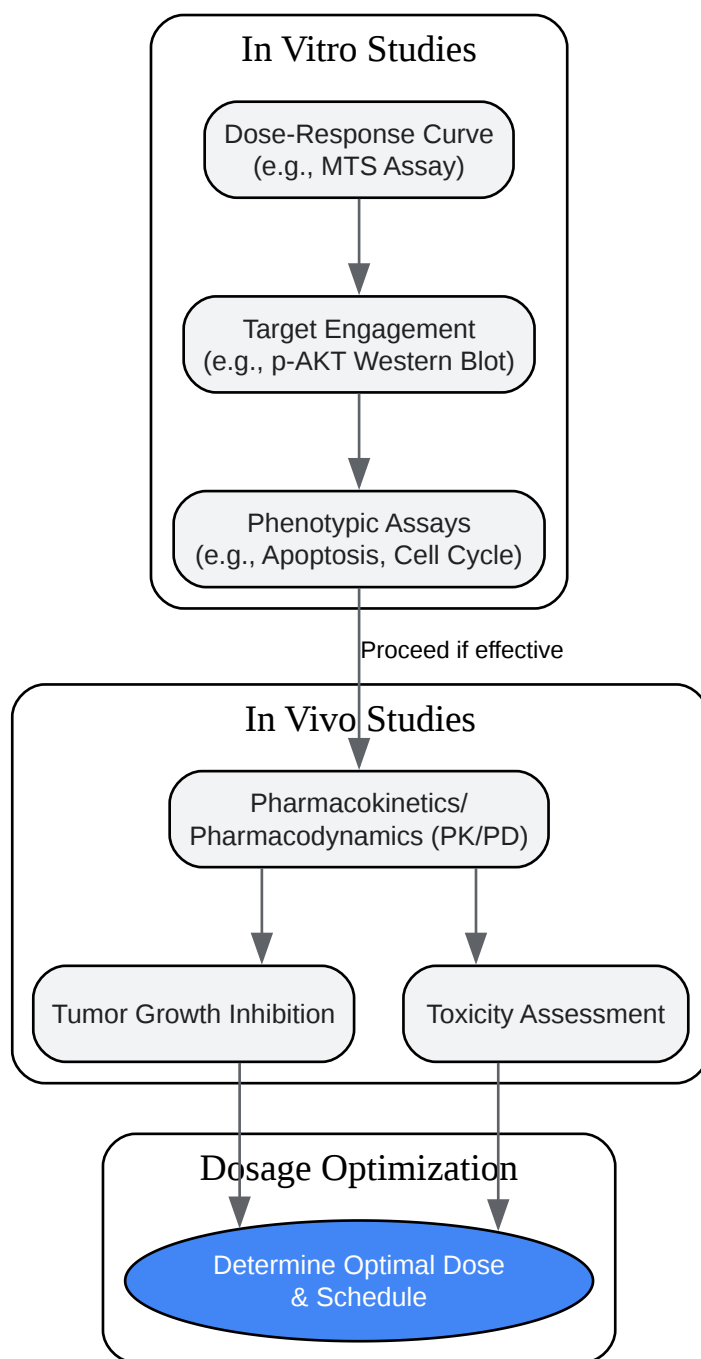 In Vitro Studies
Dose-Response Curve
(e.g., MTS Assay)
Target Engagement
(e.g., p-AKT Western Blot)
Phenotypic Assays
(e.g., Apoptosis, Cell Cycle)
Proceed if effective
In Vivo Studies
Pharmacokinetics/
Pharmacodynamics (PK/PD)
Tumor Growth Inhibition
Toxicity Assessment
Dosage Optimization
Determine Optimal Dose
& Schedule